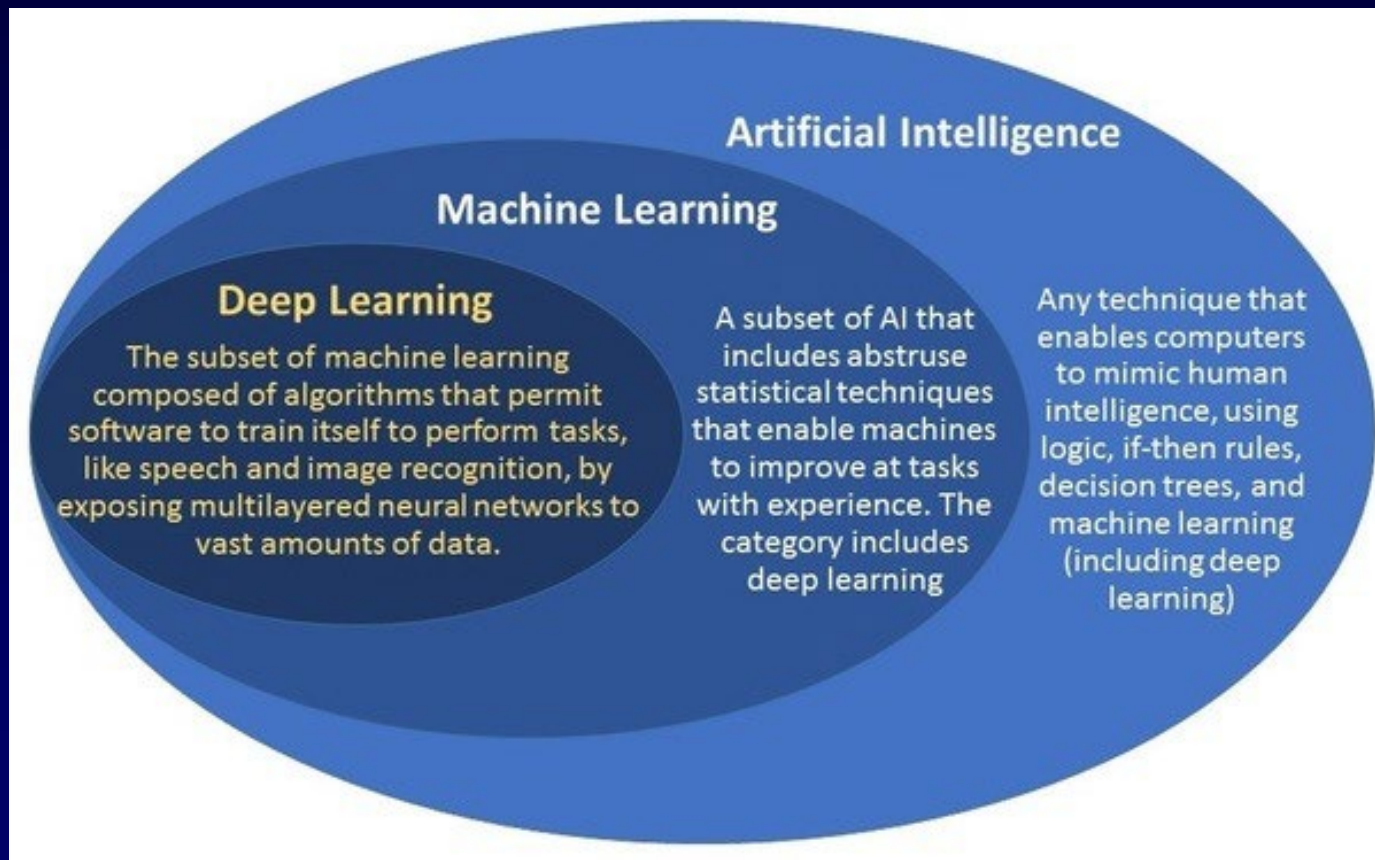 Artificial Intelligence
Machine Learning
Deep Learning
The subset of machine learning
composed of algorithms that permit
software to train itself to perform tasks,
like speech and image recognition, by
exposing multilayered neural networks to
vast amounts of data.
A subset of AI that
includes abstruse
statistical techniques
that enable machines
to improve at tasks
with experience. The
category includes
deep learning
Any technique that
enables computers
to mimic human
intelligence, using
logic, if-then rules,
decision trees, and
machine learning
(including deep
learning)